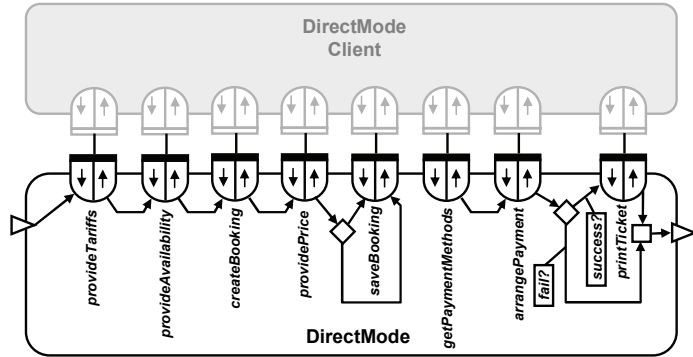 DirectMode
Client
provideTariffs
provideAvailability
createBooking
providePrice
saveBooking
getPaymentMethods
arrangePayment
fail?
success?
printTicket
DirectMode